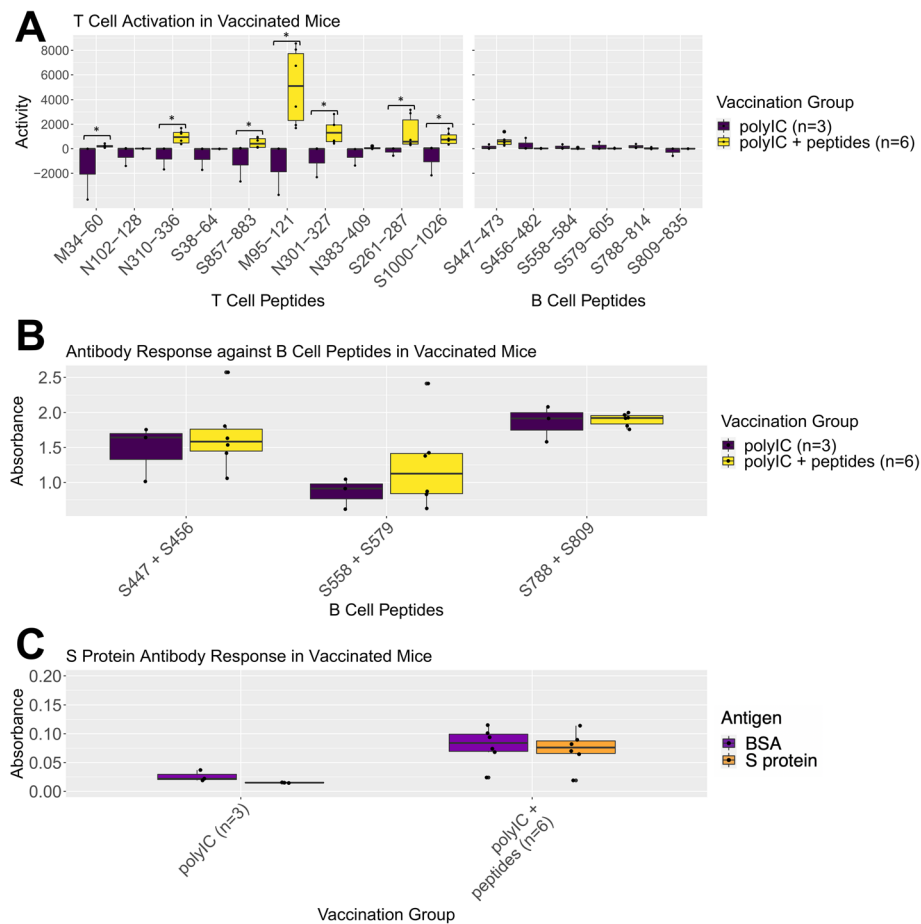 A
T Cell Activation in Vaccinated Mice
Activity
8000
6000
4000
2000
0
−2000
* * * * * * *
M34−60
N102−128
N310−336
S38−64
S857−883
M95−121
N301−327
N383−409
S261−287
S1000−1026
T Cell Peptides
S447−473
S456−482
S558−584
S579−605
S788−814
S809−835
B Cell Peptides
Vaccination Group
polyIC (n=3)
polyIC + peptides (n=6)
B
Antibody Response against B Cell Peptides in Vaccinated Mice
Absorbance
2.5
2.0
1.5
1.0
S447 + S456
S558 + S579
S788 + S809
B Cell Peptides
Vaccination Group
polyIC (n=3)
polyIC + peptides (n=6)
C
S Protein Antibody Response in Vaccinated Mice
Absorbance
0.20
0.15
0.10
0.05
0.00
polyIC (n=3)
polyIC +
peptides (n=6)
Vaccination Group
Antigen
BSA
S protein